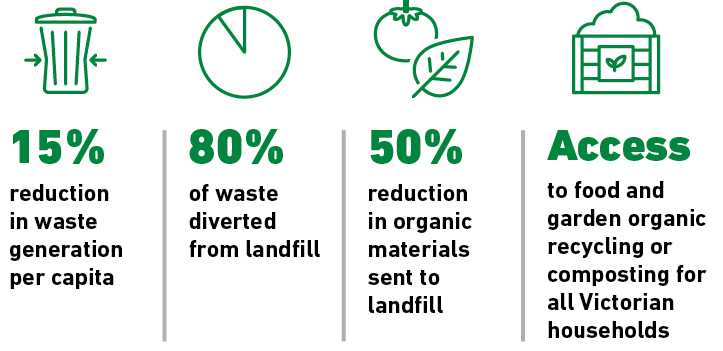 15%
reduction
in waste
generation
per capita
80%
of waste
diverted
from landfill
50%
reduction
in organic
materials
sent to
landfill
Access
to food and
garden organic
recycling or
composting for
all Victorian
households